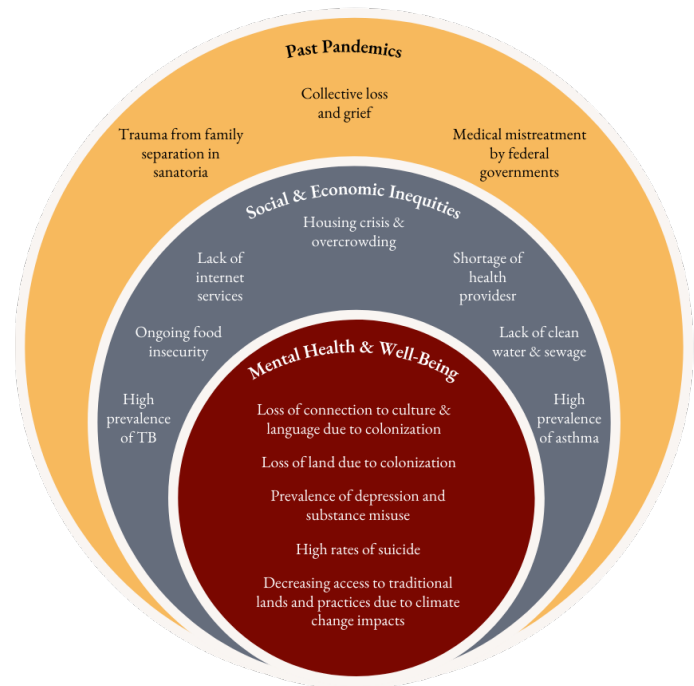 Past Pandemics
Collective loss
and grief
Trauma from family
separation in
sanatoria
Medical mistreatment
by federal
governments
Social & Economic Inequities
Housing crisis &
overcrowding
Lack of
internet
services
Shortage of
health
providesr
Ongoing food
insecurity
Lack of clean
water & sewage
High
prevalence
of TB
High
prevalence
of asthma
Mental Health & Well-Being
Loss of connection to culture &
language due to colonization
Loss of land due to colonization
Prevalence of depression and
substance misuse
High rates of suicide
Decreasing access to traditional
lands and practices due to climate
change impacts